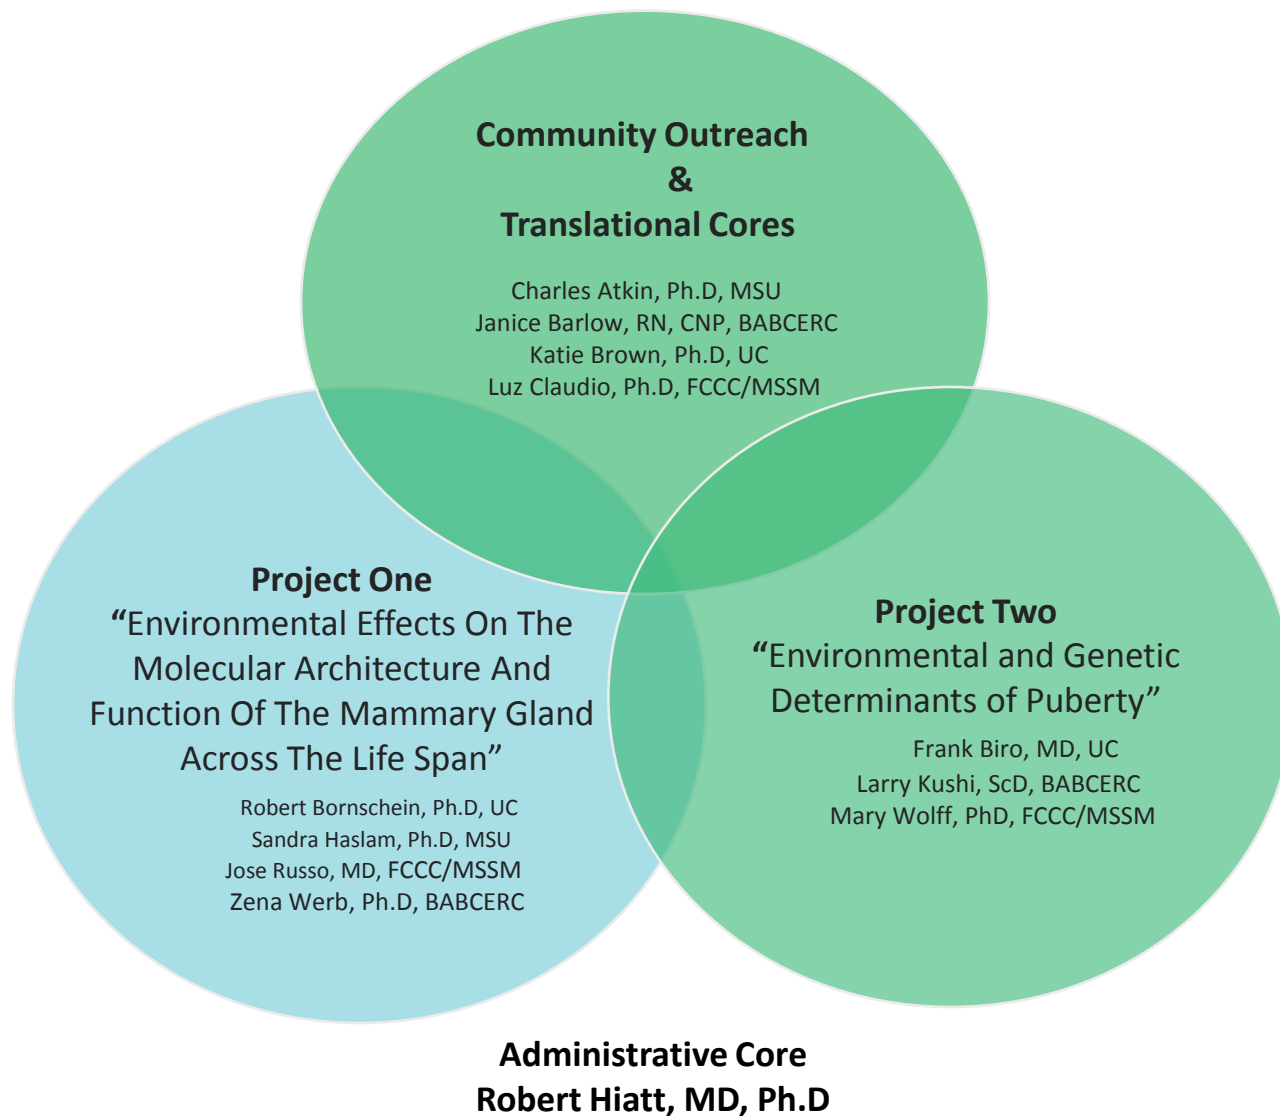 Community Outreach
&
Translational Cores
Charles Atkin, Ph.D, MSU
Janice Barlow, RN, CNP, BABCERC
Katie Brown, Ph.D, UC
Luz Claudio, Ph.D, FCCC/MSSM
Project One
“Environmental Effects On The
Molecular Architecture And
Function Of The Mammary Gland
Across The Life Span”
Robert Bornschein, Ph.D, UC
Sandra Haslam, Ph.D, MSU
Jose Russo, MD, FCCC/MSSM
Zena Werb, Ph.D, BABCERC
Project Two
“Environmental and Genetic
Determinants of Puberty”
Frank Biro, MD, UC
Larry Kushi, ScD, BABCERC
Mary Wolff, PhD, FCCC/MSSM
Administrative Core
Robert Hiatt, MD, Ph.D